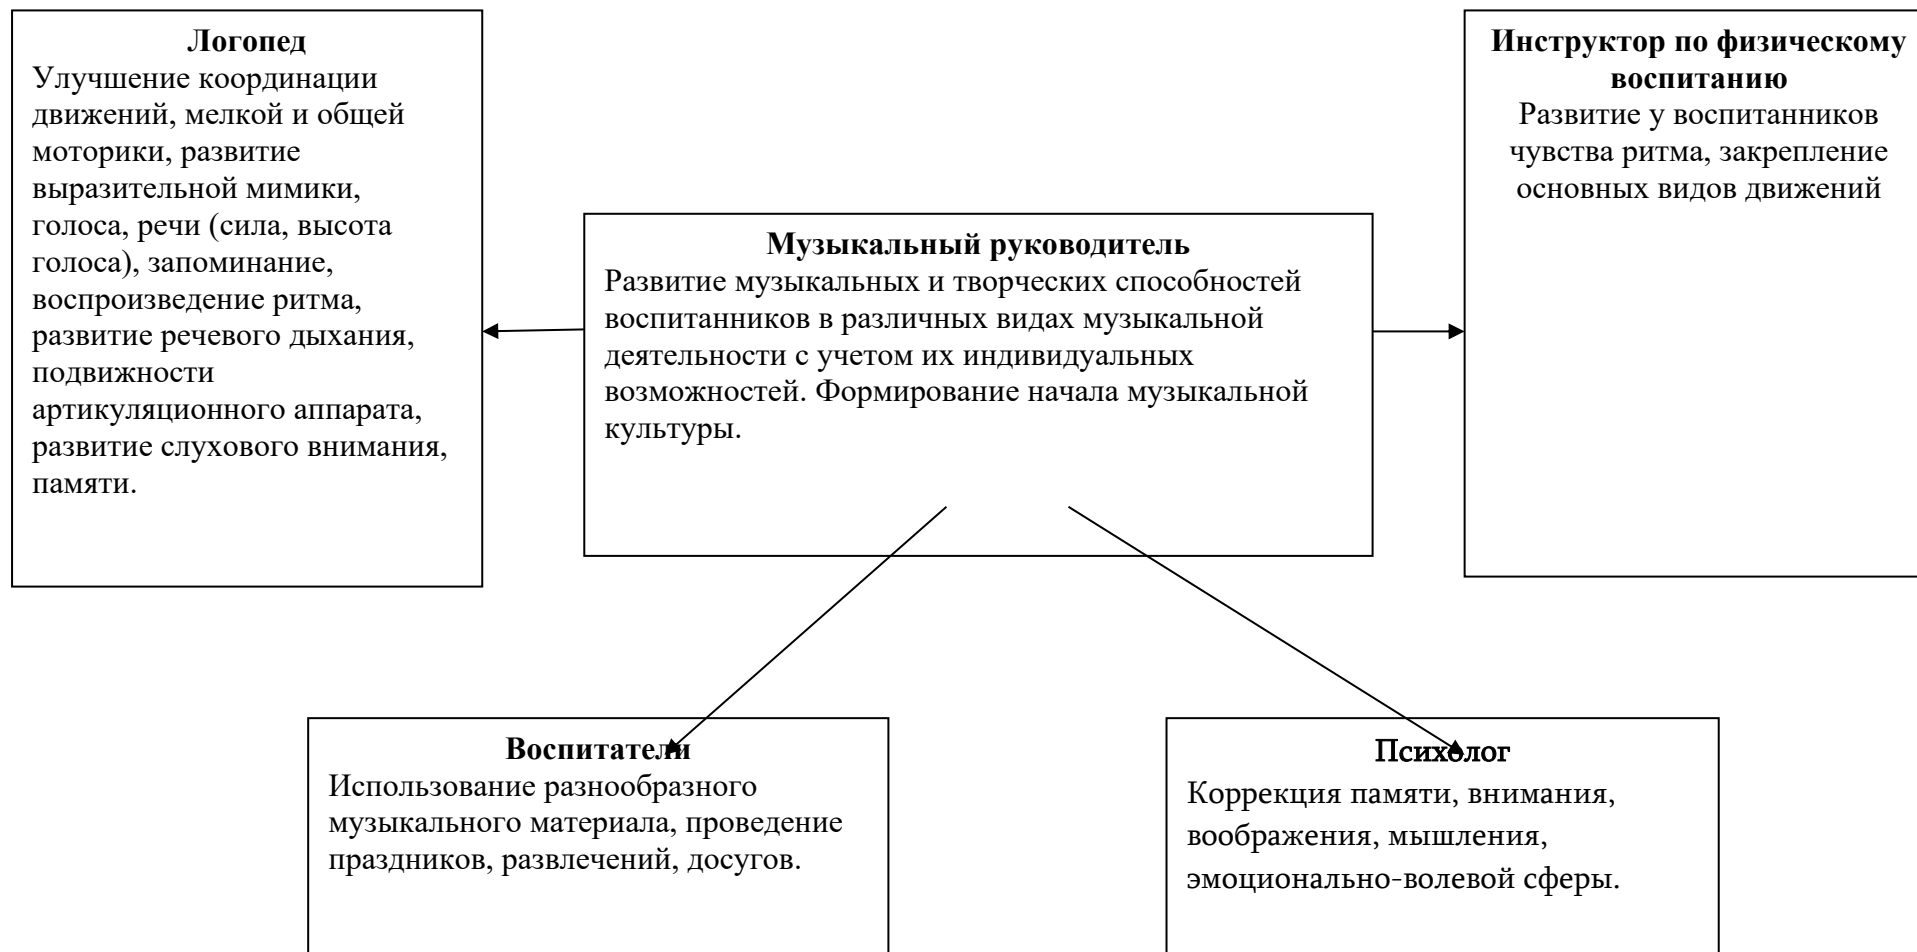 Логопед
Улучшение координации
движений, мелкой и общей
моторики, развитие
выразительной мимики,
голоса, речи (сила, высота
голоса), запоминание,
воспроизведение ритма,
развитие речевого дыхания,
подвижности
артикуляционного аппарата,
развитие слухового внимания,
памяти.
Инструктор по физическому
воспитанию
Развитие у воспитанников
чувства ритма, закрепление
основных видов движений
Музыкальный руководитель
Развитие музыкальных и творческих способностей
воспитанников в различных видах музыкальной
деятельности с учетом их индивидуальных
возможностей. Формирование начала музыкальной
культуры.
Воспитатели
Использование разнообразного
музыкального материала, проведение
праздников, развлечений, досугов.
Психолог
Коррекция памяти, внимания,
воображения, мышления,
эмоционально-волевой сферы.